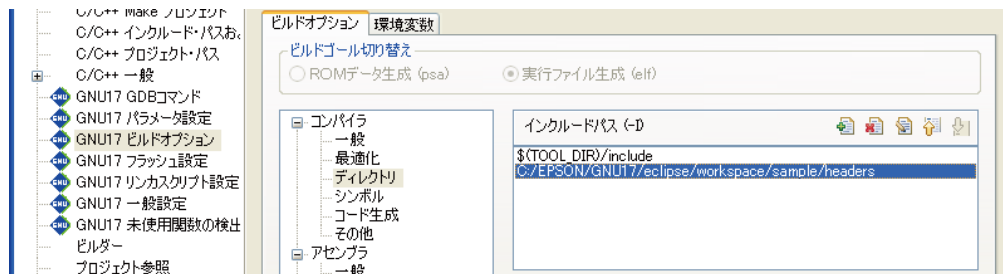 C/C++ Make プロジェクト
C/C++ インクルード・パスお。
C/C++ プロジェクト・パス
C/C++ 一般
GNU17 GDBコマンド
GNU17 パラメータ設定
GNU17 ビルドオプション
GNU17 フラッシュ設定
GNU17 リンカスクリプト設定
GNU17 一般設定
GNU17 未使用関数の検出
ビルダー
プロジェクト参照
ビルドオプション
環境変数
ビルドゴール切り替え
ROMデータ生成 (psa)
実行ファイル生成 (elf)
コンパイラ
一般
最適化
ディレクトリ
シンボル
コード生成
その他
アセンブラ
一般
インクルードパス (-I)
$(TOOL_DIR)/include
C:/EPSON/GNU17/eclipse/workspace/sample/headers